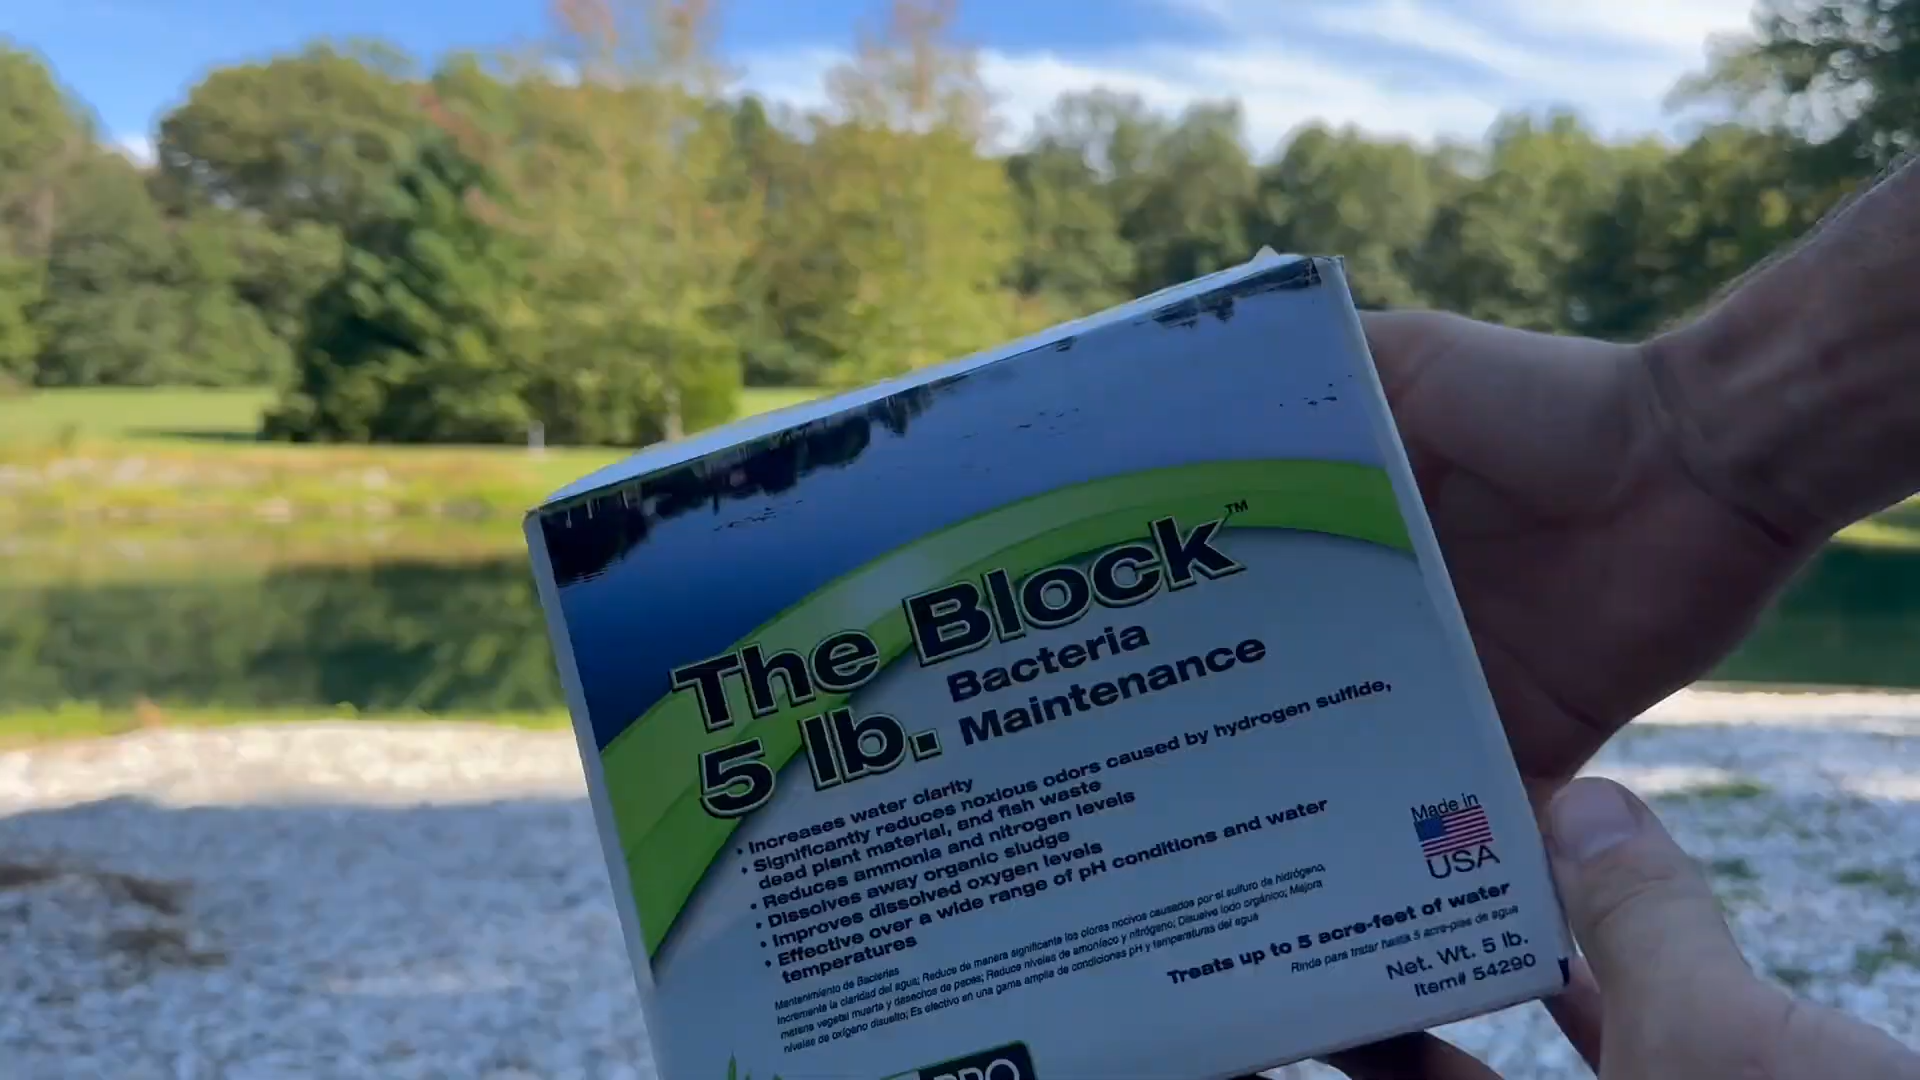 The Block™
5 lb. Bacteria
Maintenance
• Increases water clarity
• Significantly reduces noxious odors caused by hydrogen sulfide,
dead plant material, and fish waste
• Reduces ammonia and nitrogen levels
• Dissolves away organic sludge
• Improves dissolved oxygen levels
• Effective over a wide range of pH conditions and water
temperatures
Made in
USA
Mantenimiento de Bacterias
Incremente la claridad del agua; Reduce de manera significante los olores nocivos causados por el sulfuro de hidrógeno,
materia vegetal muerta y desechos de peces; Reduce niveles de amoníaco y nitrógeno; Disuelve lodo orgánico; Mejora
niveles de oxígeno disuelto; Es efectivo en una gama amplia de condiciones pH y temperaturas del agua
Treats up to 5 acre-feet of water
Rinde para tratar hasta 5 acre-pies de agua
Net. Wt. 5 lb.
Item# 54290
PRO